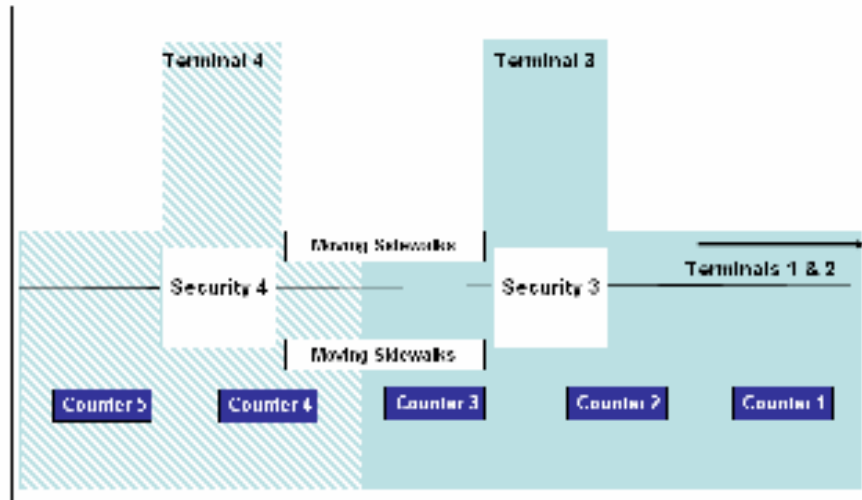 Terminal 4
Terminal 3
Moving Sidewalks
Terminals 1 & 2
Security 4
Security 3
Moving Sidewalks
Counter 5
Counter 4
Counter 3
Counter 2
Counter 1